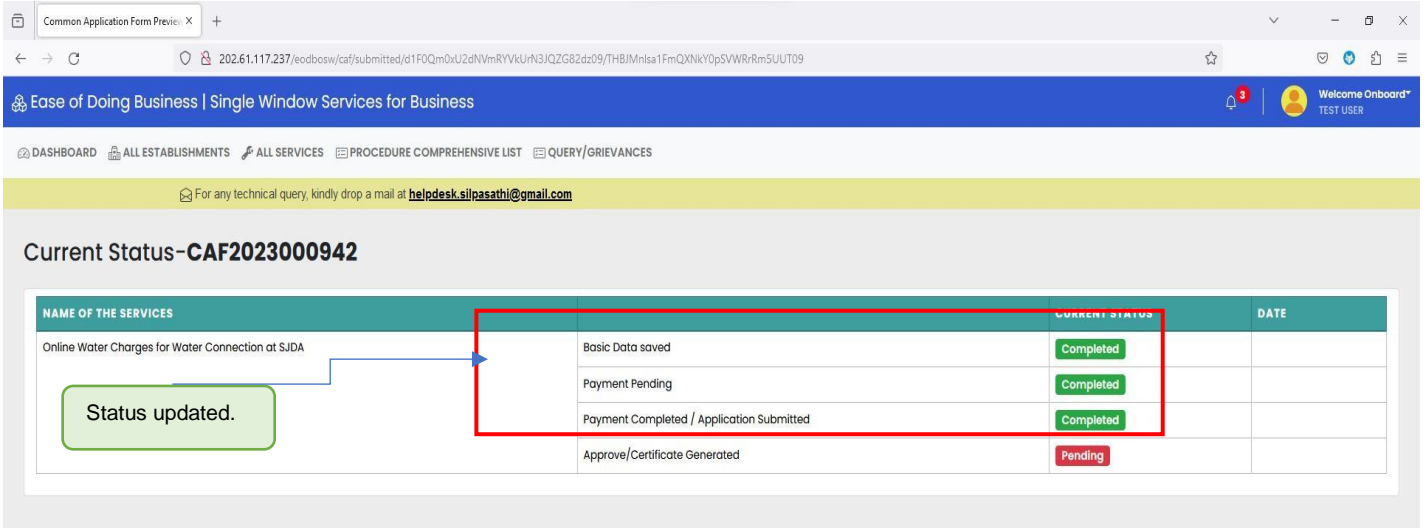 Common Application Form Preview
202.61.117.237/eodbosw/caf/submitted/d1F0Qm0xU2dNVmRYVkUrN3JQZG82dz09/THBJMnlsa1FmQXNkY0pSVWRrRm5UUT09
Ease of Doing Business | Single Window Services for Business
3
Welcome Onboard
TEST USER
DASHBOARD ALL ESTABLISHMENTS ALL SERVICES PROCEDURE COMPREHENSIVE LIST QUERY/GRIEVANCES
For any technical query, kindly drop a mail at helpdesk.silpasathi@gmail.com
Current Status-CAF2023000942
NAME OF THE SERVICES CURRENT STATUS DATE
Online Water Charges for Water Connection at SJDA Basic Data saved Completed
Payment Pending Completed
Status updated.
Payment Completed / Application Submitted Completed
Approve/Certificate Generated Pending